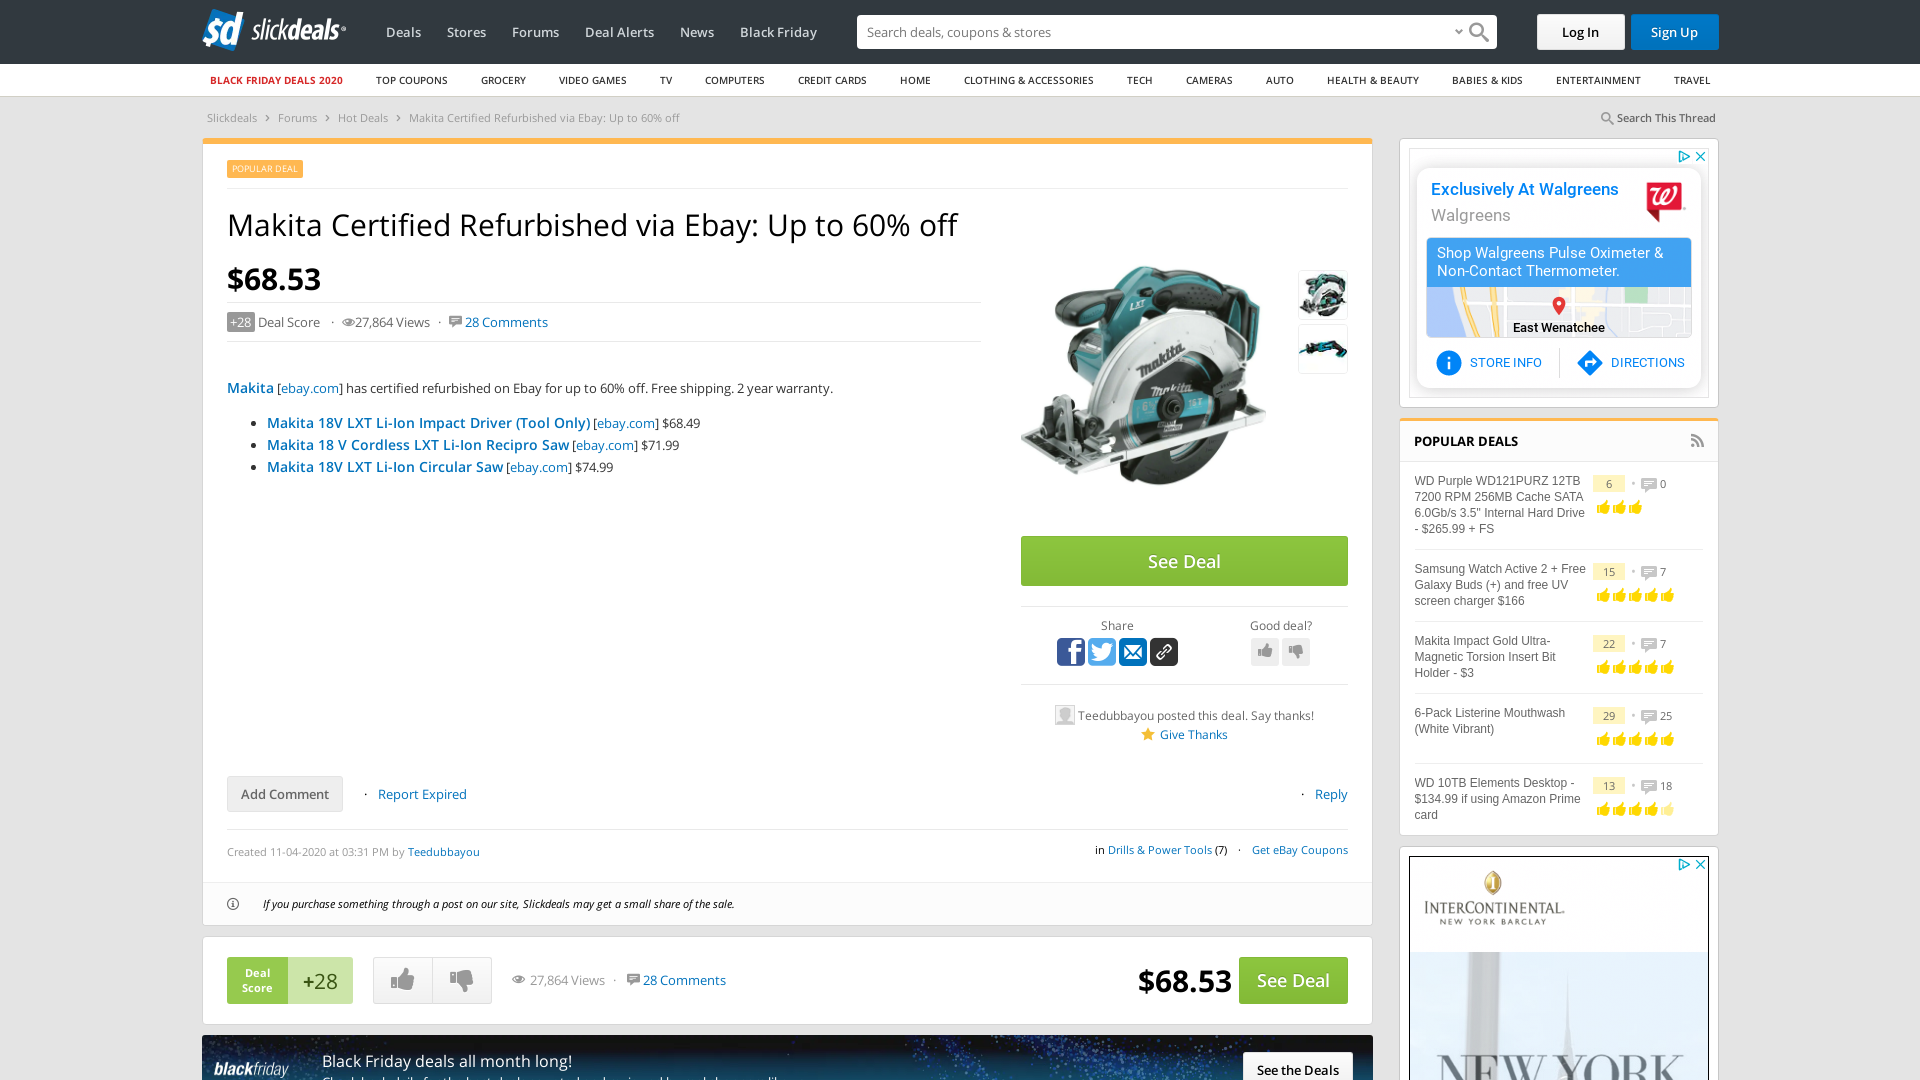 slickdeals
Deals Stores Forums Deal Alerts News Black Friday
Search deals, coupons & stores
Log In Sign Up
BLACK FRIDAY DEALS 2020 TOP COUPONS GROCERY VIDEO GAMES TV COMPUTERS CREDIT CARDS HOME CLOTHING & ACCESSORIES TECH CAMERAS AUTO HEALTH & BEAUTY BABIES & KIDS ENTERTAINMENT TRAVEL
Slickdeals › Forums › Hot Deals › Makita Certified Refurbished via Ebay: Up to 60% off
Search This Thread
POPULAR DEAL
Makita Certified Refurbished via Ebay: Up to 60% off
$68.53
+28 Deal Score · 27,864 Views · 28 Comments
Makita [ebay.com] has certified refurbished on Ebay for up to 60% off. Free shipping. 2 year warranty.
Makita 18V LXT Li-Ion Impact Driver (Tool Only) [ebay.com] $68.49
Makita 18 V Cordless LXT Li-Ion Recipro Saw [ebay.com] $71.99
Makita 18V LXT Li-Ion Circular Saw [ebay.com] $74.99
LXT
Makita
Makita
See Deal
Share
Good deal?
Teedubbayou posted this deal. Say thanks!
Give Thanks
Add Comment · Report Expired
· Reply
Created 11-04-2020 at 03:31 PM by Teedubbayou
in Drills & Power Tools (7) · Get eBay Coupons
If you purchase something through a post on our site, Slickdeals may get a small share of the sale.
Deal Score +28
27,864 Views · 28 Comments
$68.53 See Deal
blackfriday
Black Friday deals all month long!
See the Deals
Exclusively At Walgreens
Walgreens
Shop Walgreens Pulse Oximeter &
Non-Contact Thermometer.
East Wenatchee
STORE INFO DIRECTIONS
POPULAR DEALS
WD Purple WD121PURZ 12TB
7200 RPM 256MB Cache SATA
6.0Gb/s 3.5" Internal Hard Drive
- $265.99 + FS
6 · 0
Samsung Watch Active 2 + Free
Galaxy Buds (+) and free UV
screen charger $166
15 · 7
Makita Impact Gold Ultra-
Magnetic Torsion Insert Bit
Holder - $3
22 · 7
6-Pack Listerine Mouthwash
(White Vibrant)
29 · 25
WD 10TB Elements Desktop -
$134.99 if using Amazon Prime
card
13 · 18
INTERCONTINENTAL.
NEW YORK BARCLAY
NEW YORK